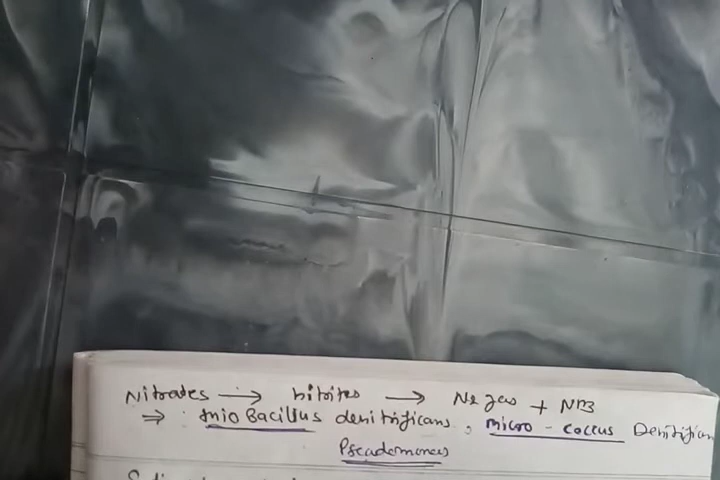 Nitrates → nitrites → N2 gas + NH3
⇒ thio Bacillus denitrificans, micro - coccus Denitrifican
Pseudomonas